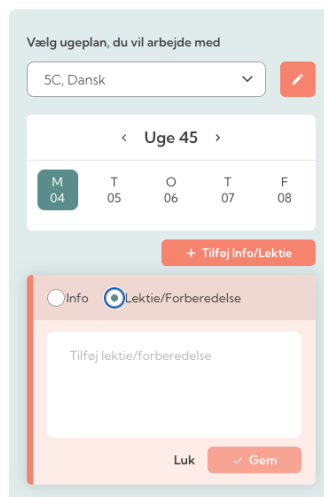 Vælg ugeplan, du vil arbejde med
5C, Dansk
Uge 45
M T O T F
04 05 06 07 08
+ Tilføj Info/Lektie
Info Lektie/Forberedelse
Tilføj lektie/forberedelse
Luk Gem